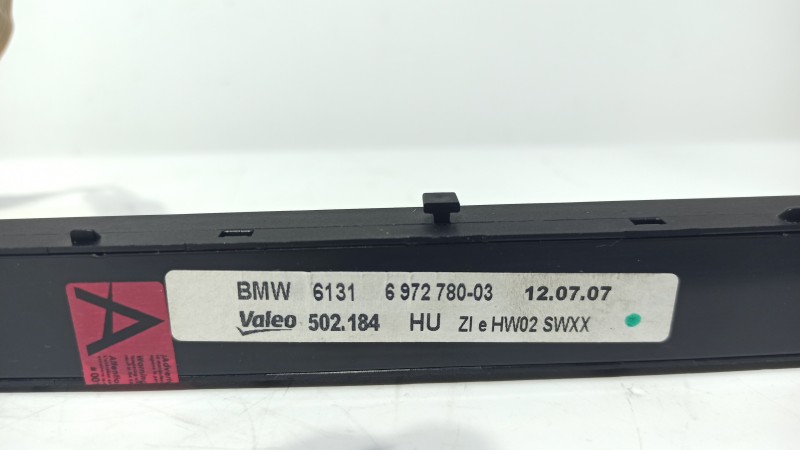 BMW 6131 6 972 780-03 12.07.07
Valeo 502.184 HU ZI e HW02 SWXX
A